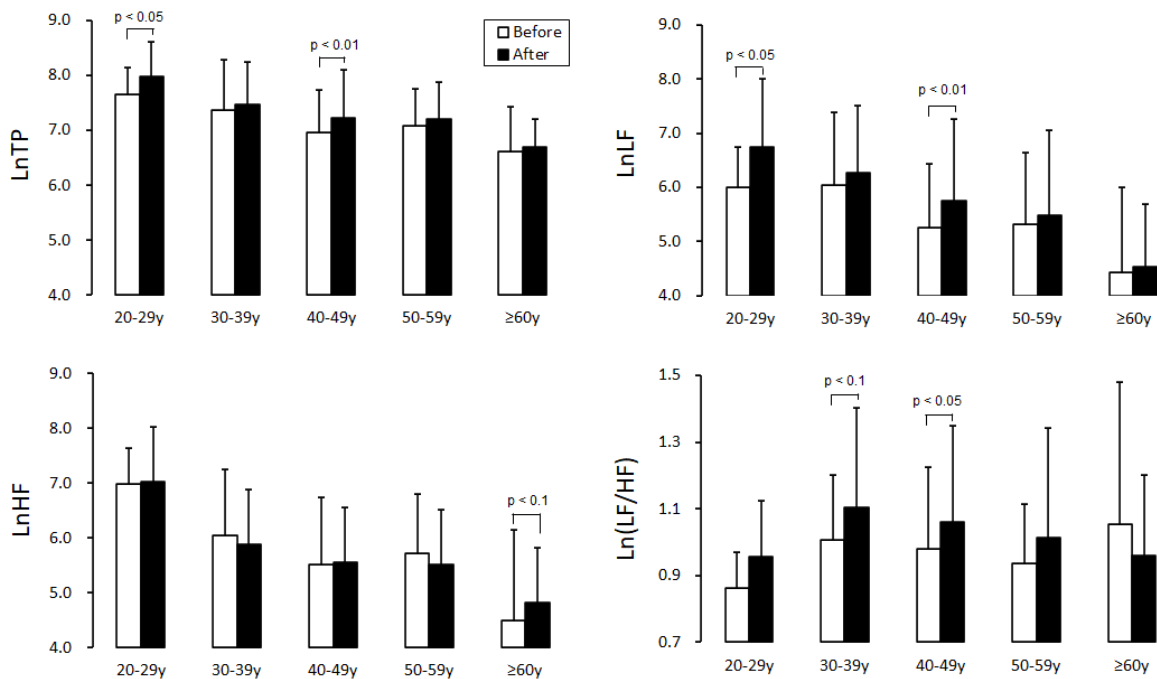 LnTP
9.0
8.0
7.0
6.0
5.0
4.0
p < 0.05
p < 0.01
Before
After
20-29y
30-39y
40-49y
50-59y
≥60y
LnLF
9.0
8.0
7.0
6.0
5.0
4.0
p < 0.05
p < 0.01
20-29y
30-39y
40-49y
50-59y
≥60y
LnHF
9.0
8.0
7.0
6.0
5.0
4.0
p < 0.1
20-29y
30-39y
40-49y
50-59y
≥60y
Ln(LF/HF)
1.5
1.3
1.1
0.9
0.7
p < 0.1
p < 0.05
20-29y
30-39y
40-49y
50-59y
≥60y